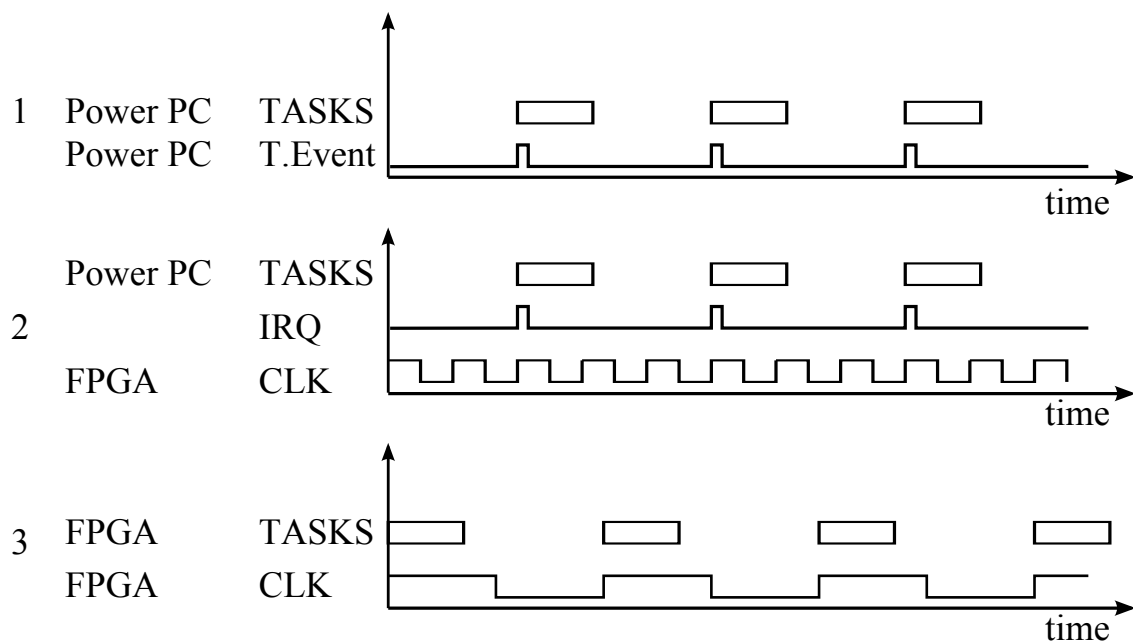 1 Power PC TASKS
Power PC T.Event
time
Power PC TASKS
2 IRQ
FPGA CLK
time
3 FPGA TASKS
FPGA CLK
time